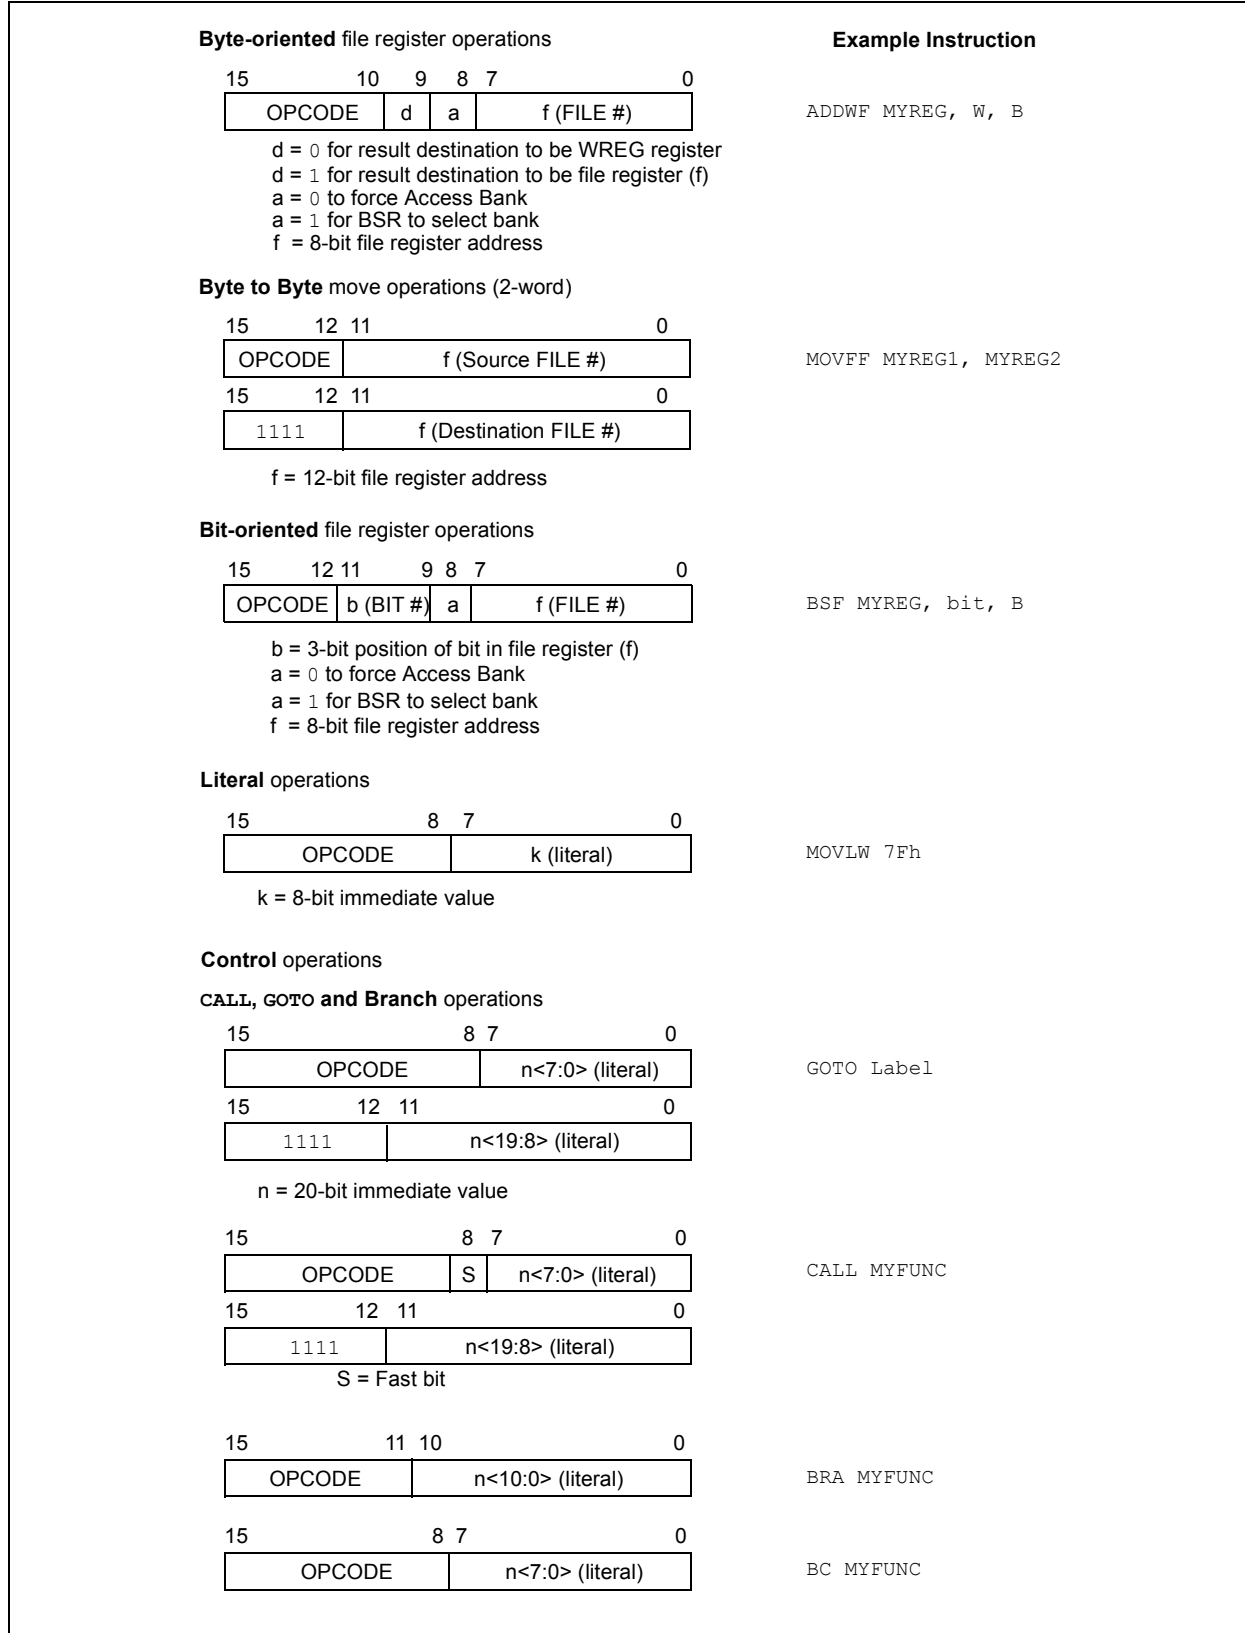 Byte-oriented file register operations    Example Instruction
15 10 9 8 7 0
OPCODE d a f (FILE #)    ADDWF MYREG, W, B
d = 0 for result destination to be WREG register
d = 1 for result destination to be file register (f)
a = 0 to force Access Bank
a = 1 for BSR to select bank
f = 8-bit file register address
Byte to Byte move operations (2-word)
15 12 11 0
OPCODE f (Source FILE #)    MOVFF MYREG1, MYREG2
15 12 11 0
1111 f (Destination FILE #)
f = 12-bit file register address
Bit-oriented file register operations
15 12 11 9 8 7 0
OPCODE b (BIT #) a f (FILE #)    BSF MYREG, bit, B
b = 3-bit position of bit in file register (f)
a = 0 to force Access Bank
a = 1 for BSR to select bank
f = 8-bit file register address
Literal operations
15 8 7 0
OPCODE k (literal)    MOVLW 7Fh
k = 8-bit immediate value
Control operations
CALL, GOTO and Branch operations
15 8 7 0
OPCODE n<7:0> (literal)    GOTO Label
15 12 11 0
1111 n<19:8> (literal)
n = 20-bit immediate value
15 8 7 0
OPCODE S n<7:0> (literal)    CALL MYFUNC
15 12 11 0
1111 n<19:8> (literal)
S = Fast bit
15 11 10 0
OPCODE n<10:0> (literal)    BRA MYFUNC
15 8 7 0
OPCODE n<7:0> (literal)    BC MYFUNC